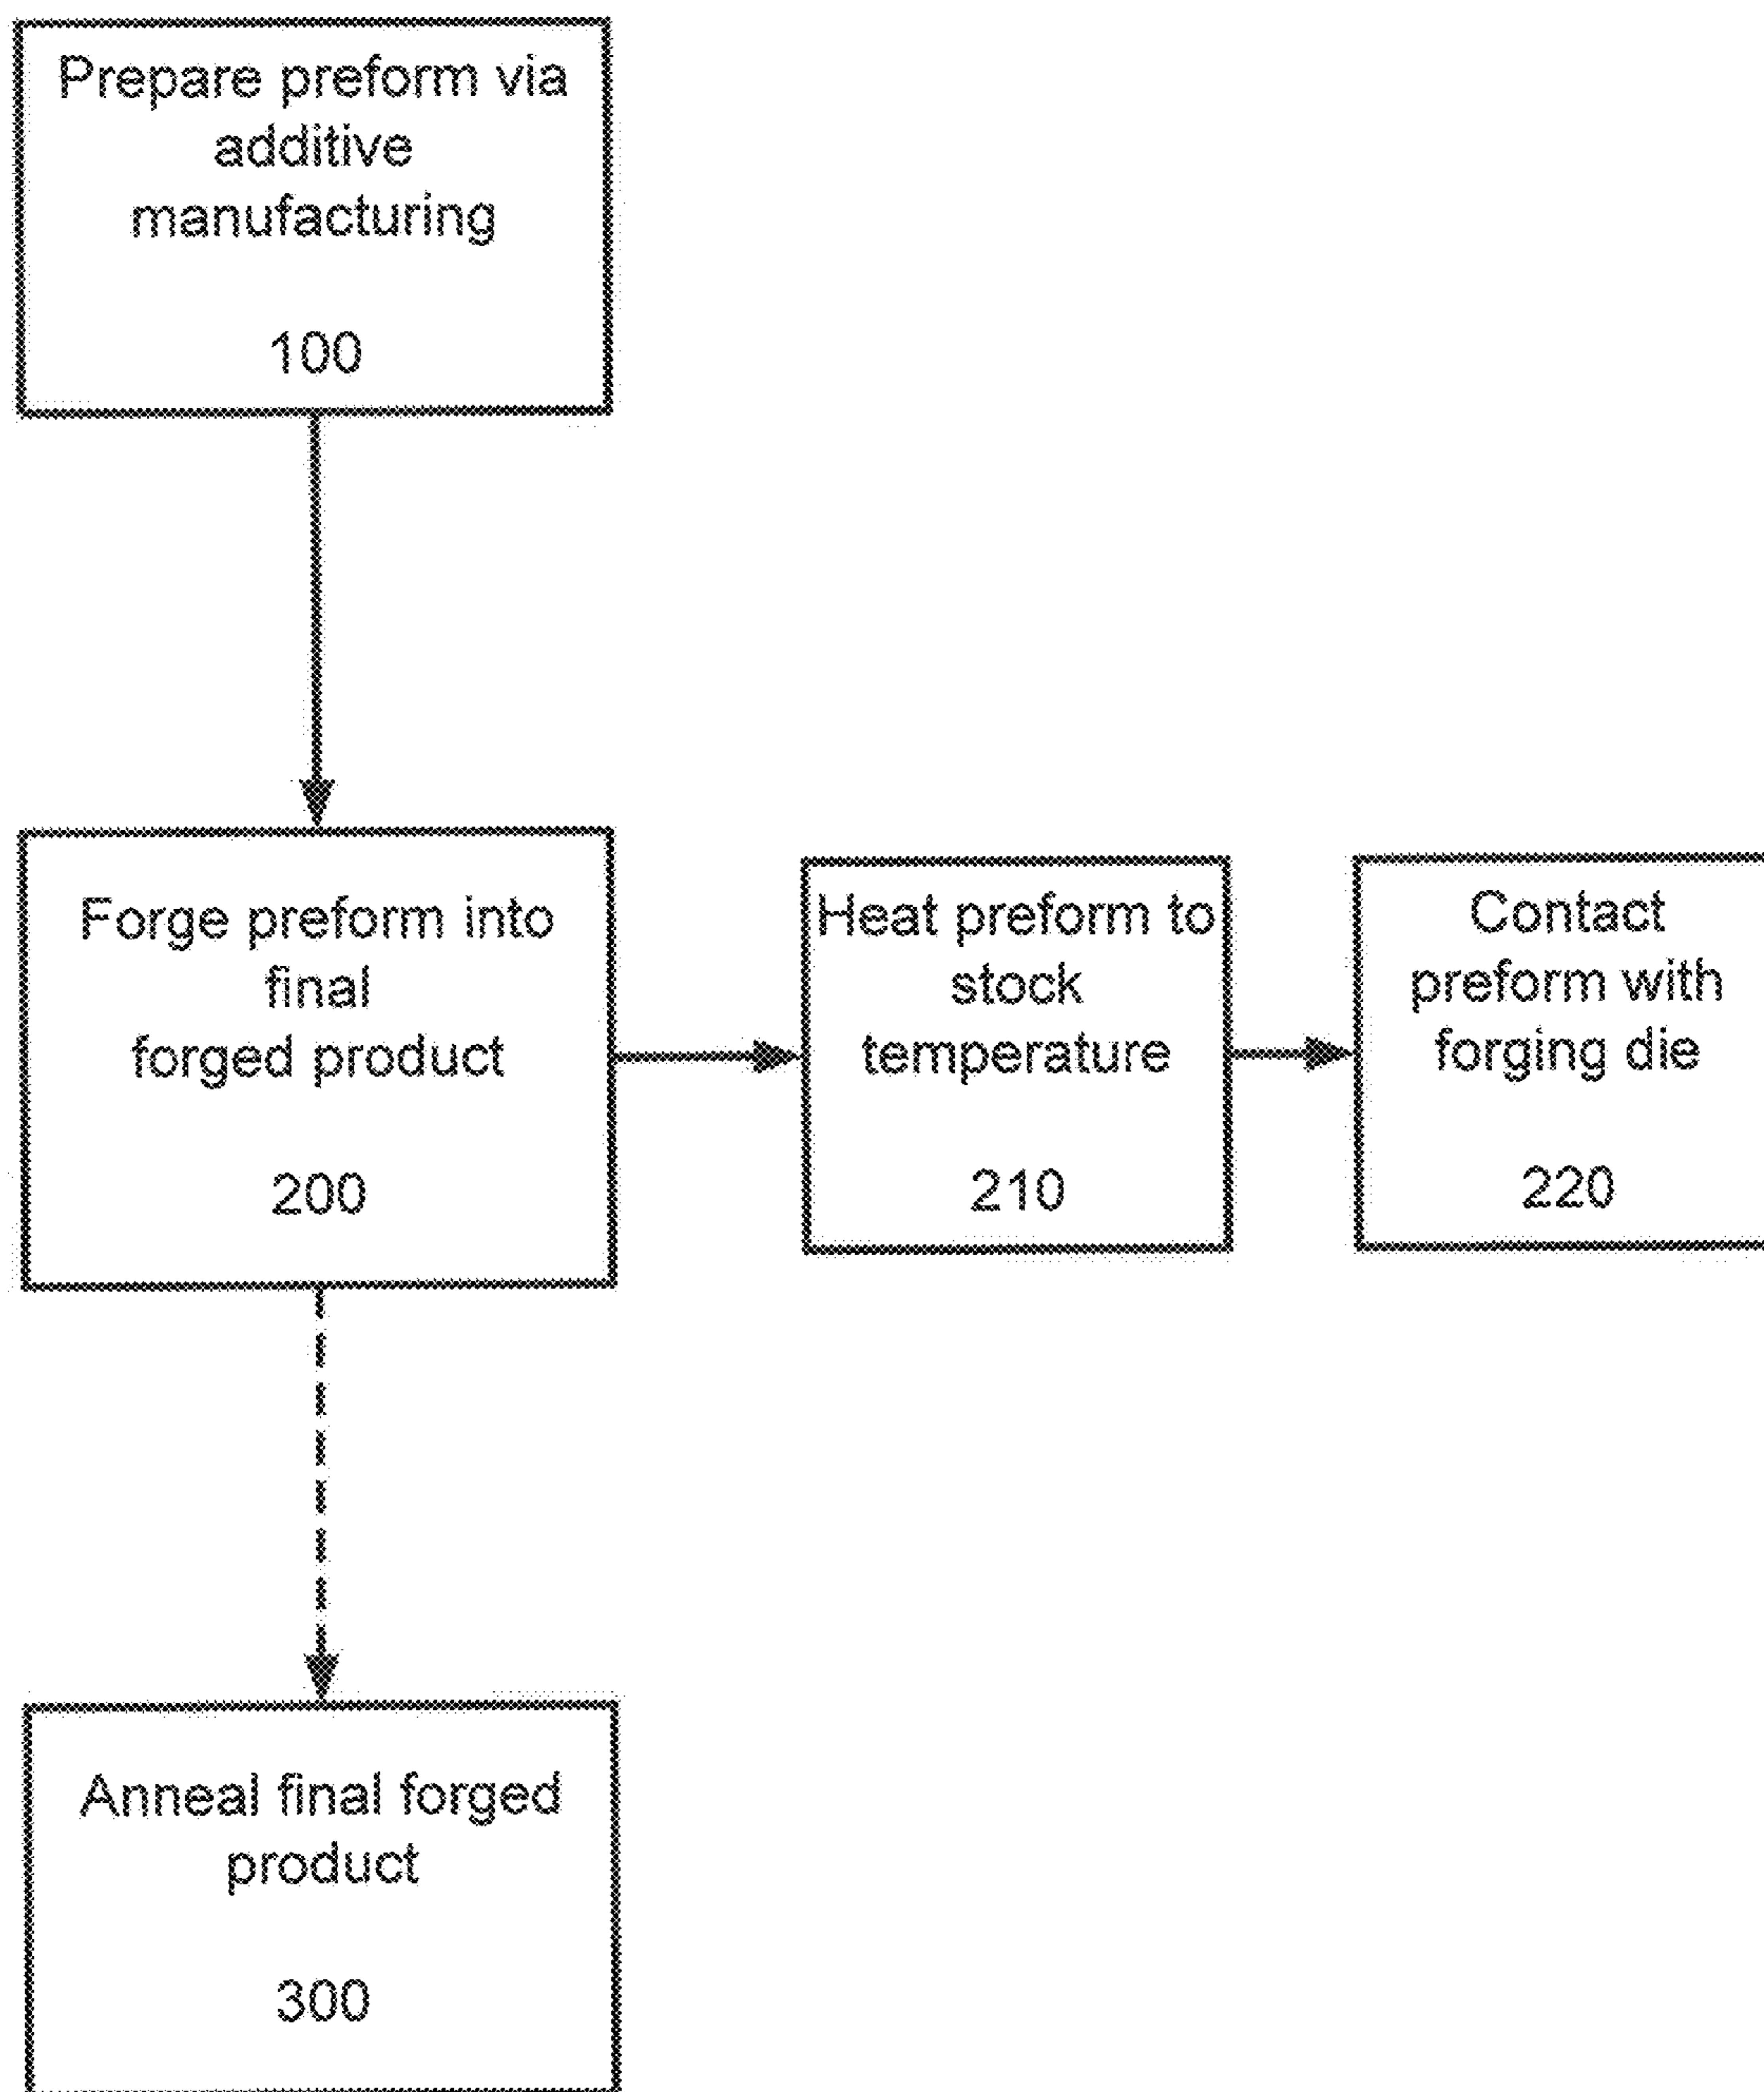 Prepare preform via
additive
manufacturing
100
Forge preform into
final
forged product
200
Heat preform to
stock
temperature
210
Contact
preform with
forging die
220
Anneal final forged
product
300